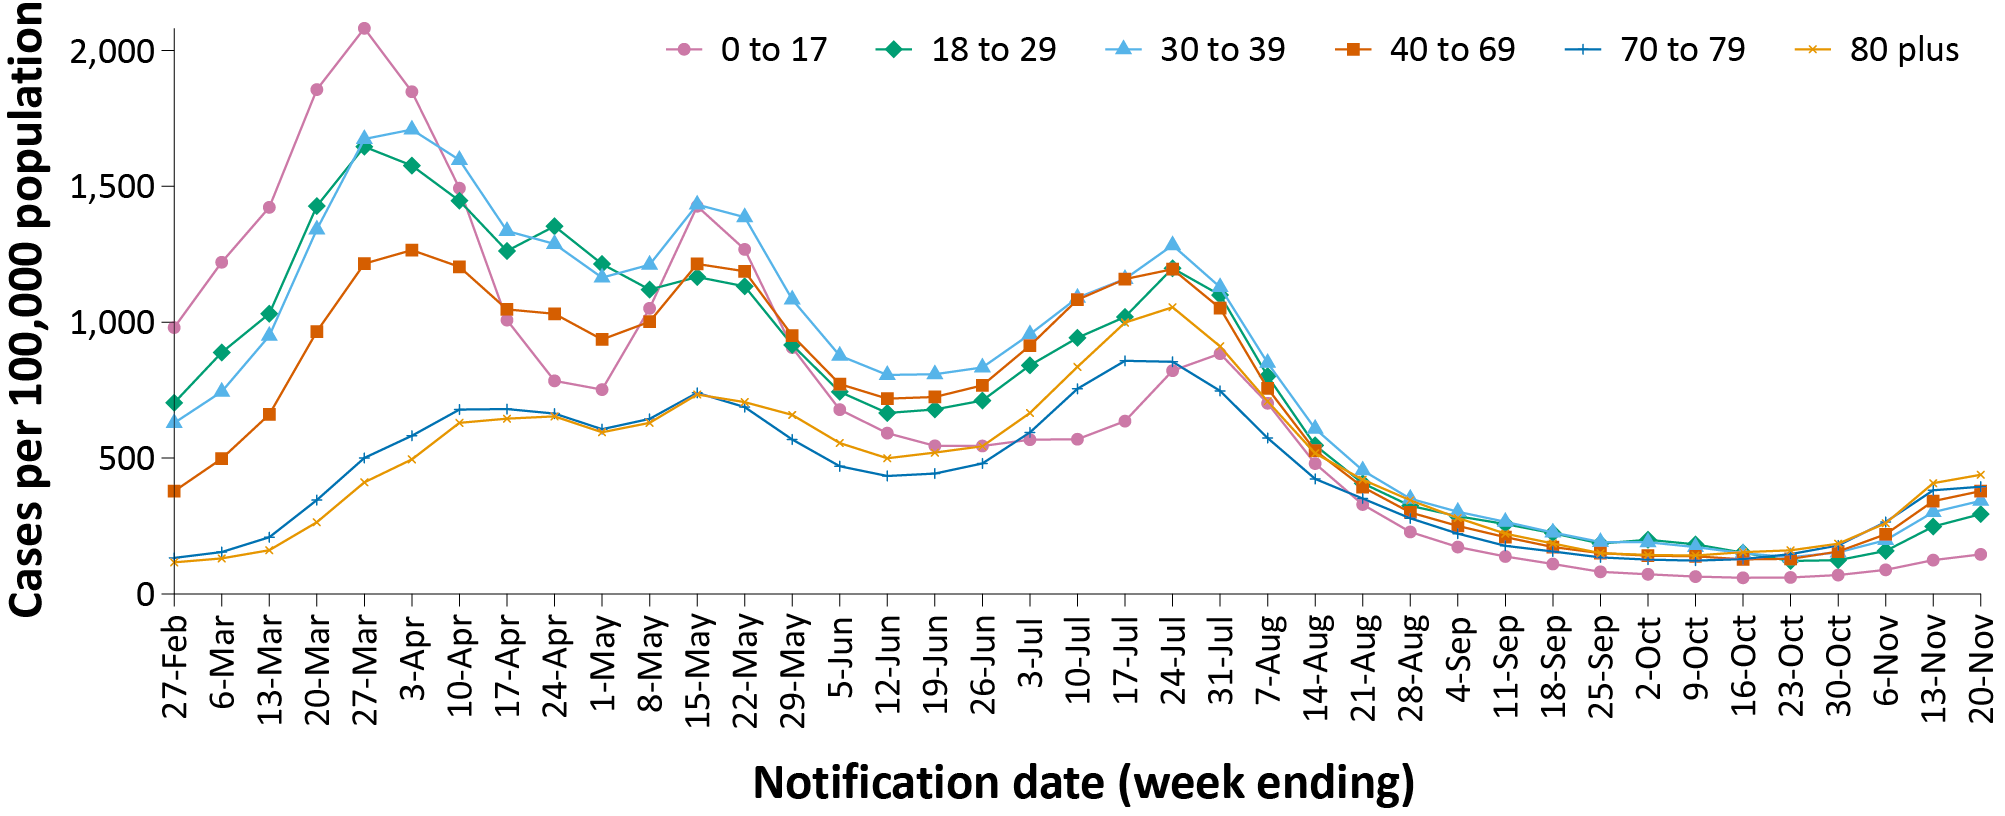 Cases per 100,000 population
2,000
1,500
1,000
500
0
0 to 17
18 to 29
30 to 39
40 to 69
70 to 79
80 plus
27-Feb
6-Mar
13-Mar
20-Mar
27-Mar
3-Apr
10-Apr
17-Apr
24-Apr
1-May
8-May
15-May
22-May
29-May
5-Jun
12-Jun
19-Jun
26-Jun
3-Jul
10-Jul
17-Jul
24-Jul
31-Jul
7-Aug
14-Aug
21-Aug
28-Aug
4-Sep
11-Sep
18-Sep
25-Sep
2-Oct
9-Oct
16-Oct
23-Oct
30-Oct
6-Nov
13-Nov
20-Nov
Notification date (week ending)